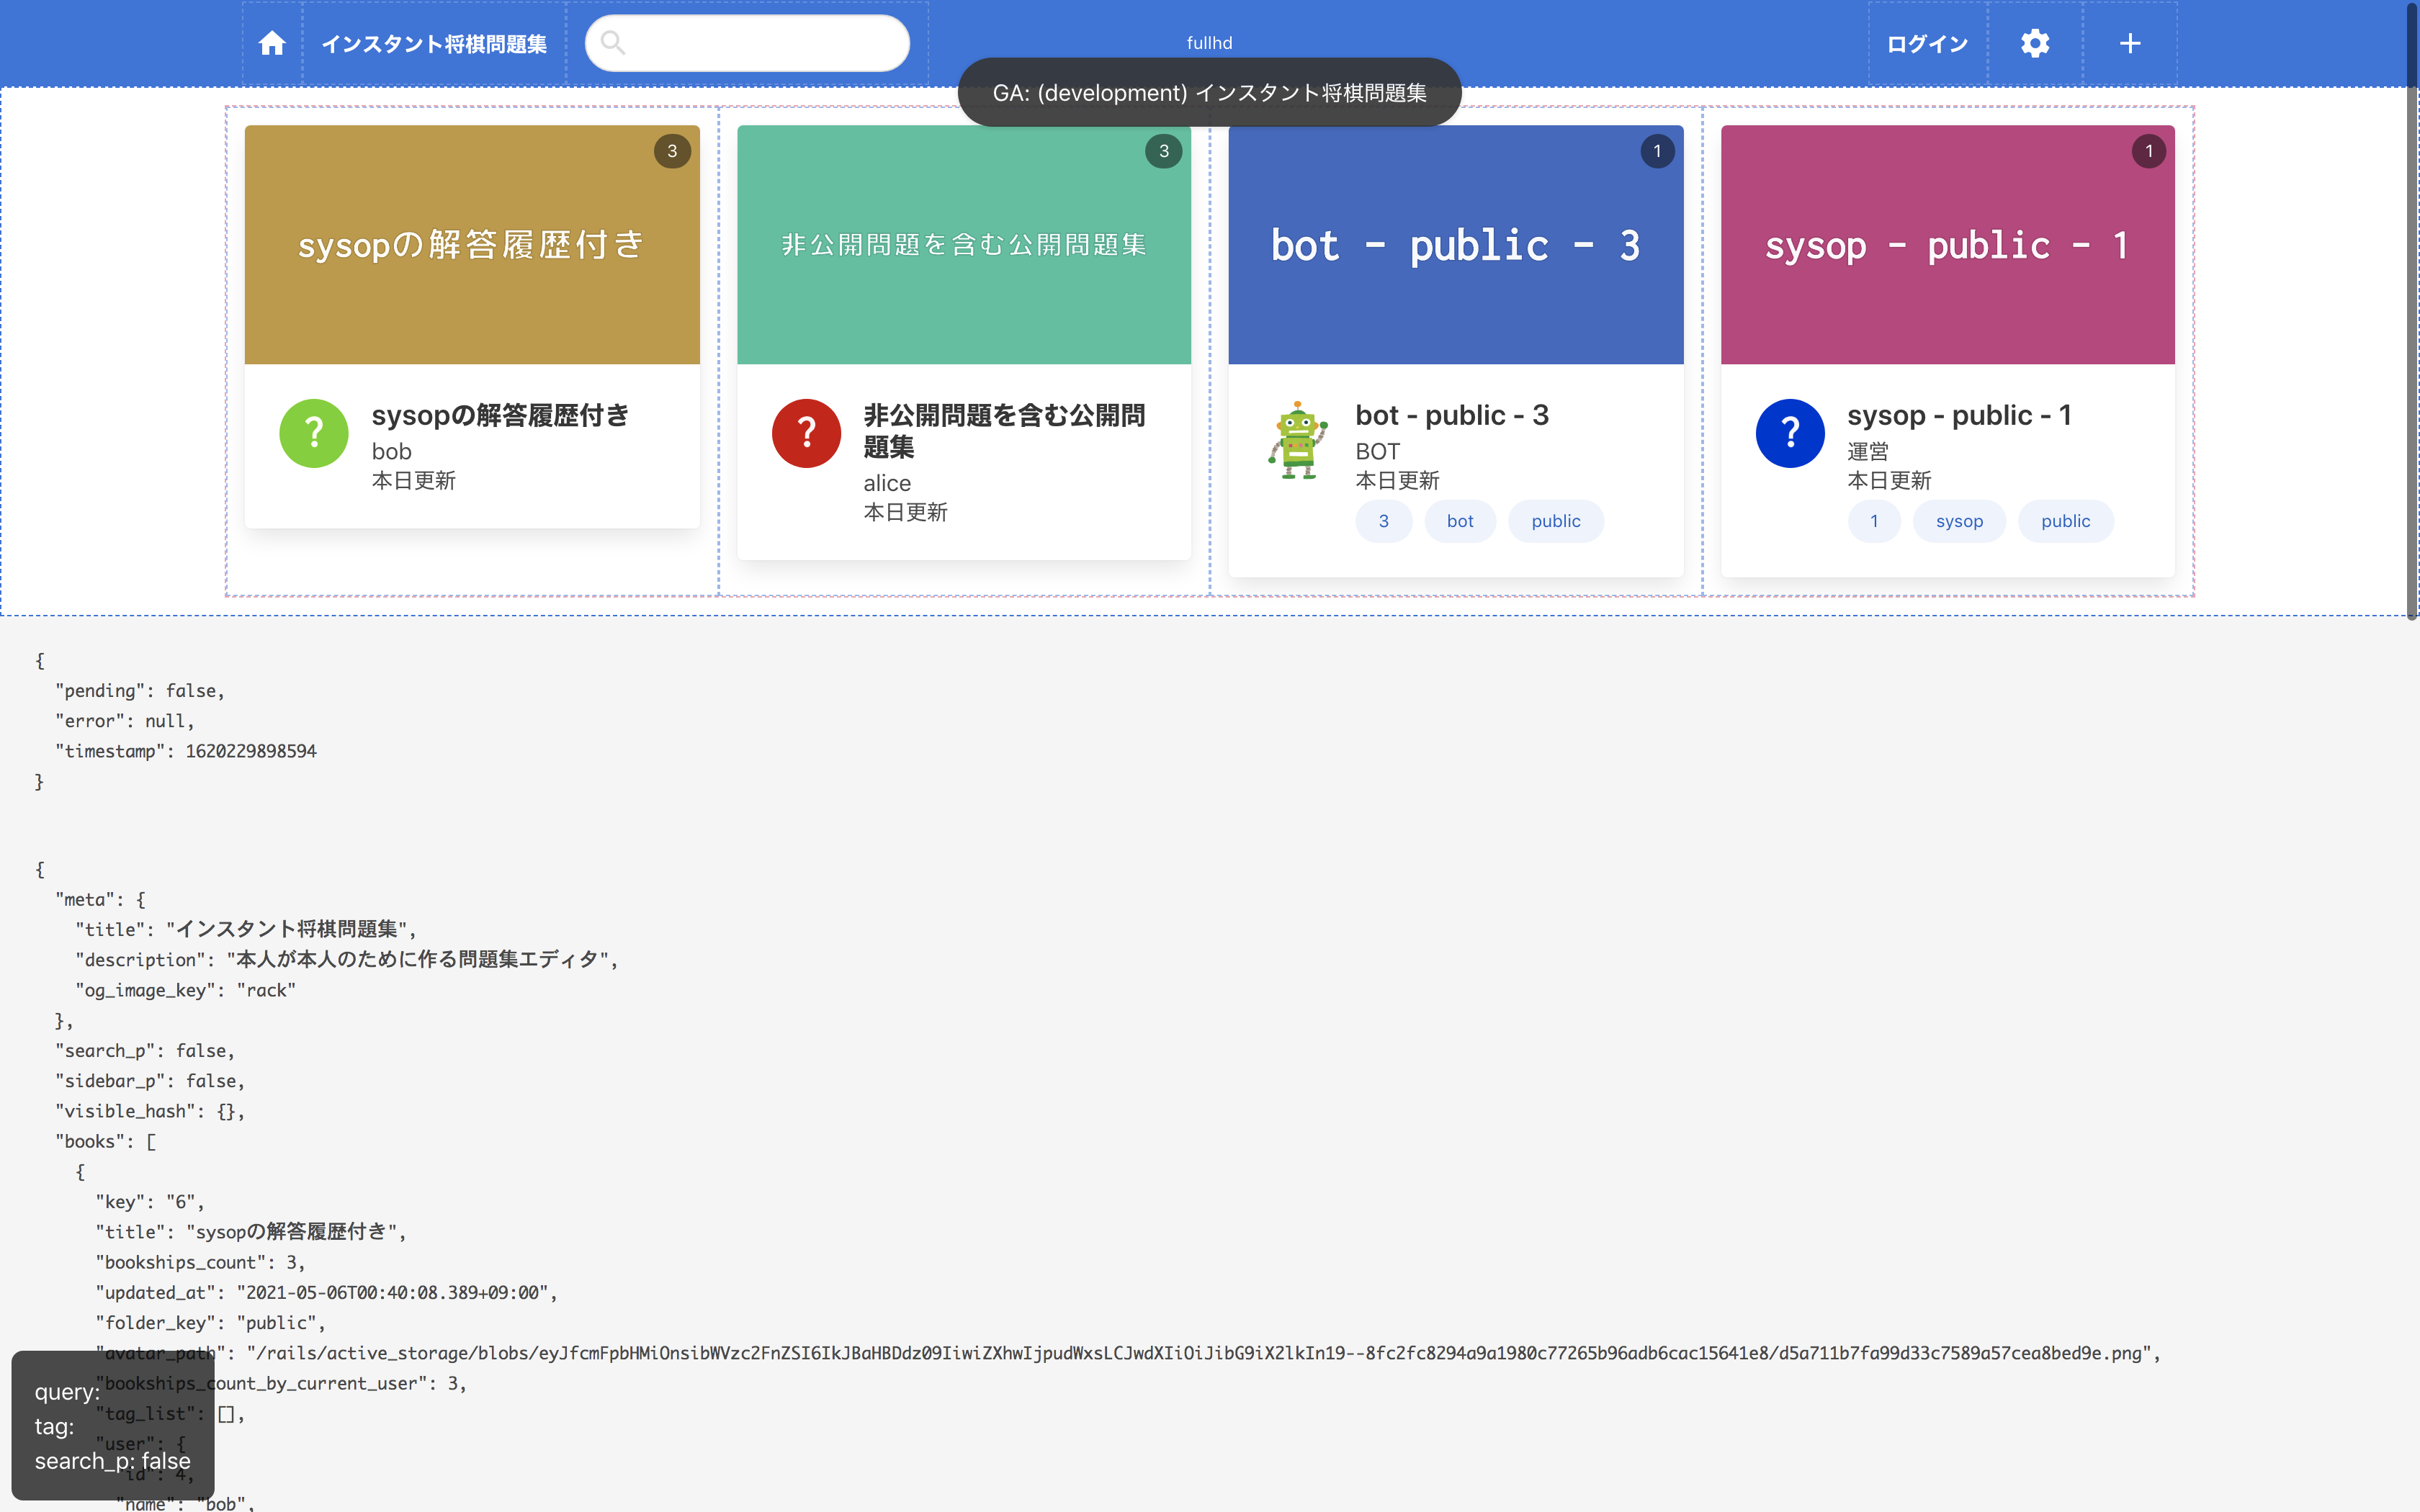 インスタント将棋問題集
fullhd
ログイン
GA: (development) インスタント将棋問題集
3
sysopの解答履歴付き
sysopの解答履歴付き
bob
本日更新
3
非公開問題を含む公開問題集
非公開問題を含む公開問
題集
alice
本日更新
1
bot - public - 3
bot - public - 3
BOT
本日更新
3 bot public
1
sysop - public - 1
sysop - public - 1
運営
本日更新
1 sysop public
{
"pending": false,
"error": null,
"timestamp": 1620229898594
}
{
"meta": {
"title": "インスタント将棋問題集",
"description": "本人が本人のために作る問題集エディタ",
"og_image_key": "rack"
},
"search_p": false,
"sidebar_p": false,
"visible_hash": {},
"books": [
{
"key": "6",
"title": "sysopの解答履歴付き",
"bookships_count": 3,
"updated_at": "2021-05-06T00:40:08.389+09:00",
"folder_key": "public",
"avatar_path": "/rails/active_storage/blobs/eyJfcmFpbHMiOnsibWVzc2FnZSI6IkJBaHBDdz09IiwiZXhwIjpudWxsLCJwdXIiOiJibG9iX2lkIn19--8fc2fc8294a9a1980c77265b96adb6cac15641e8/d5a711b7fa99d33c7589a57cea8bed9e.png",
"bookships_count_by_current_user": 3,
"tag_list": [],
"user": {
"id": 4,
"name": "bob",
query:
tag:
search_p: false